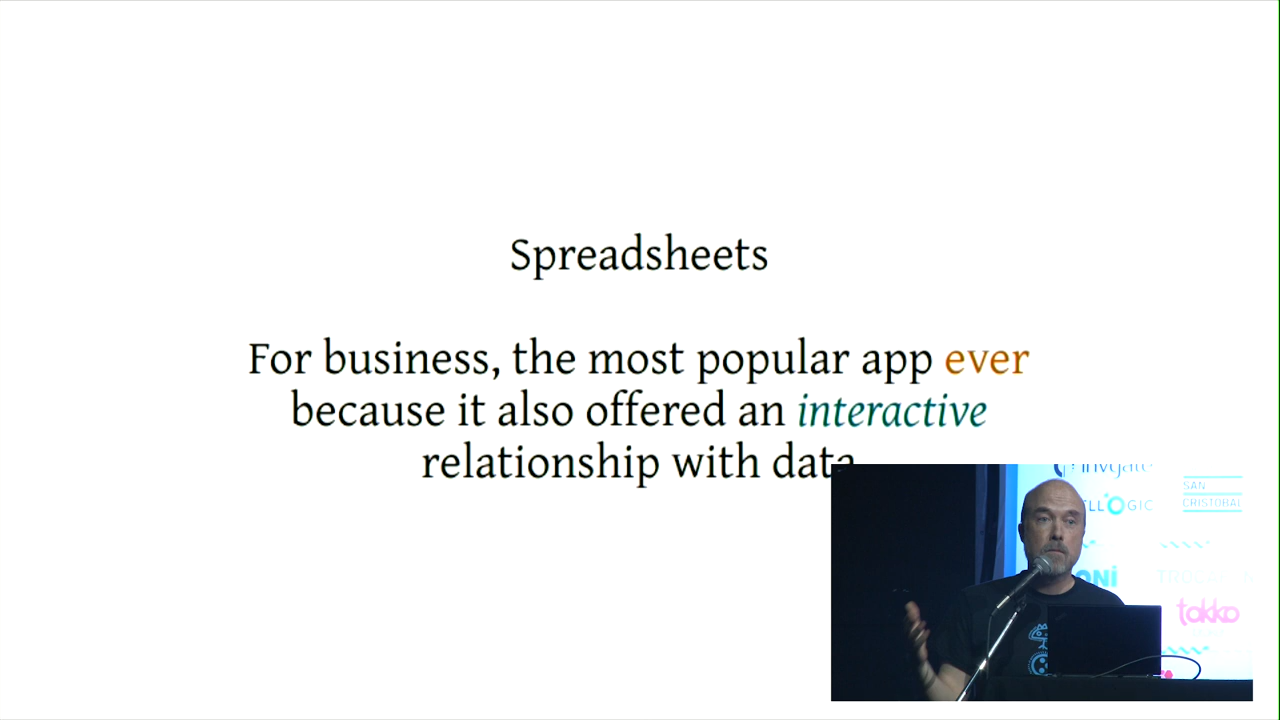 Spreadsheets
For business, the most popular app ever
because it also offered an interactive
relationship with data
SAN
CRISTOBAL
tokko